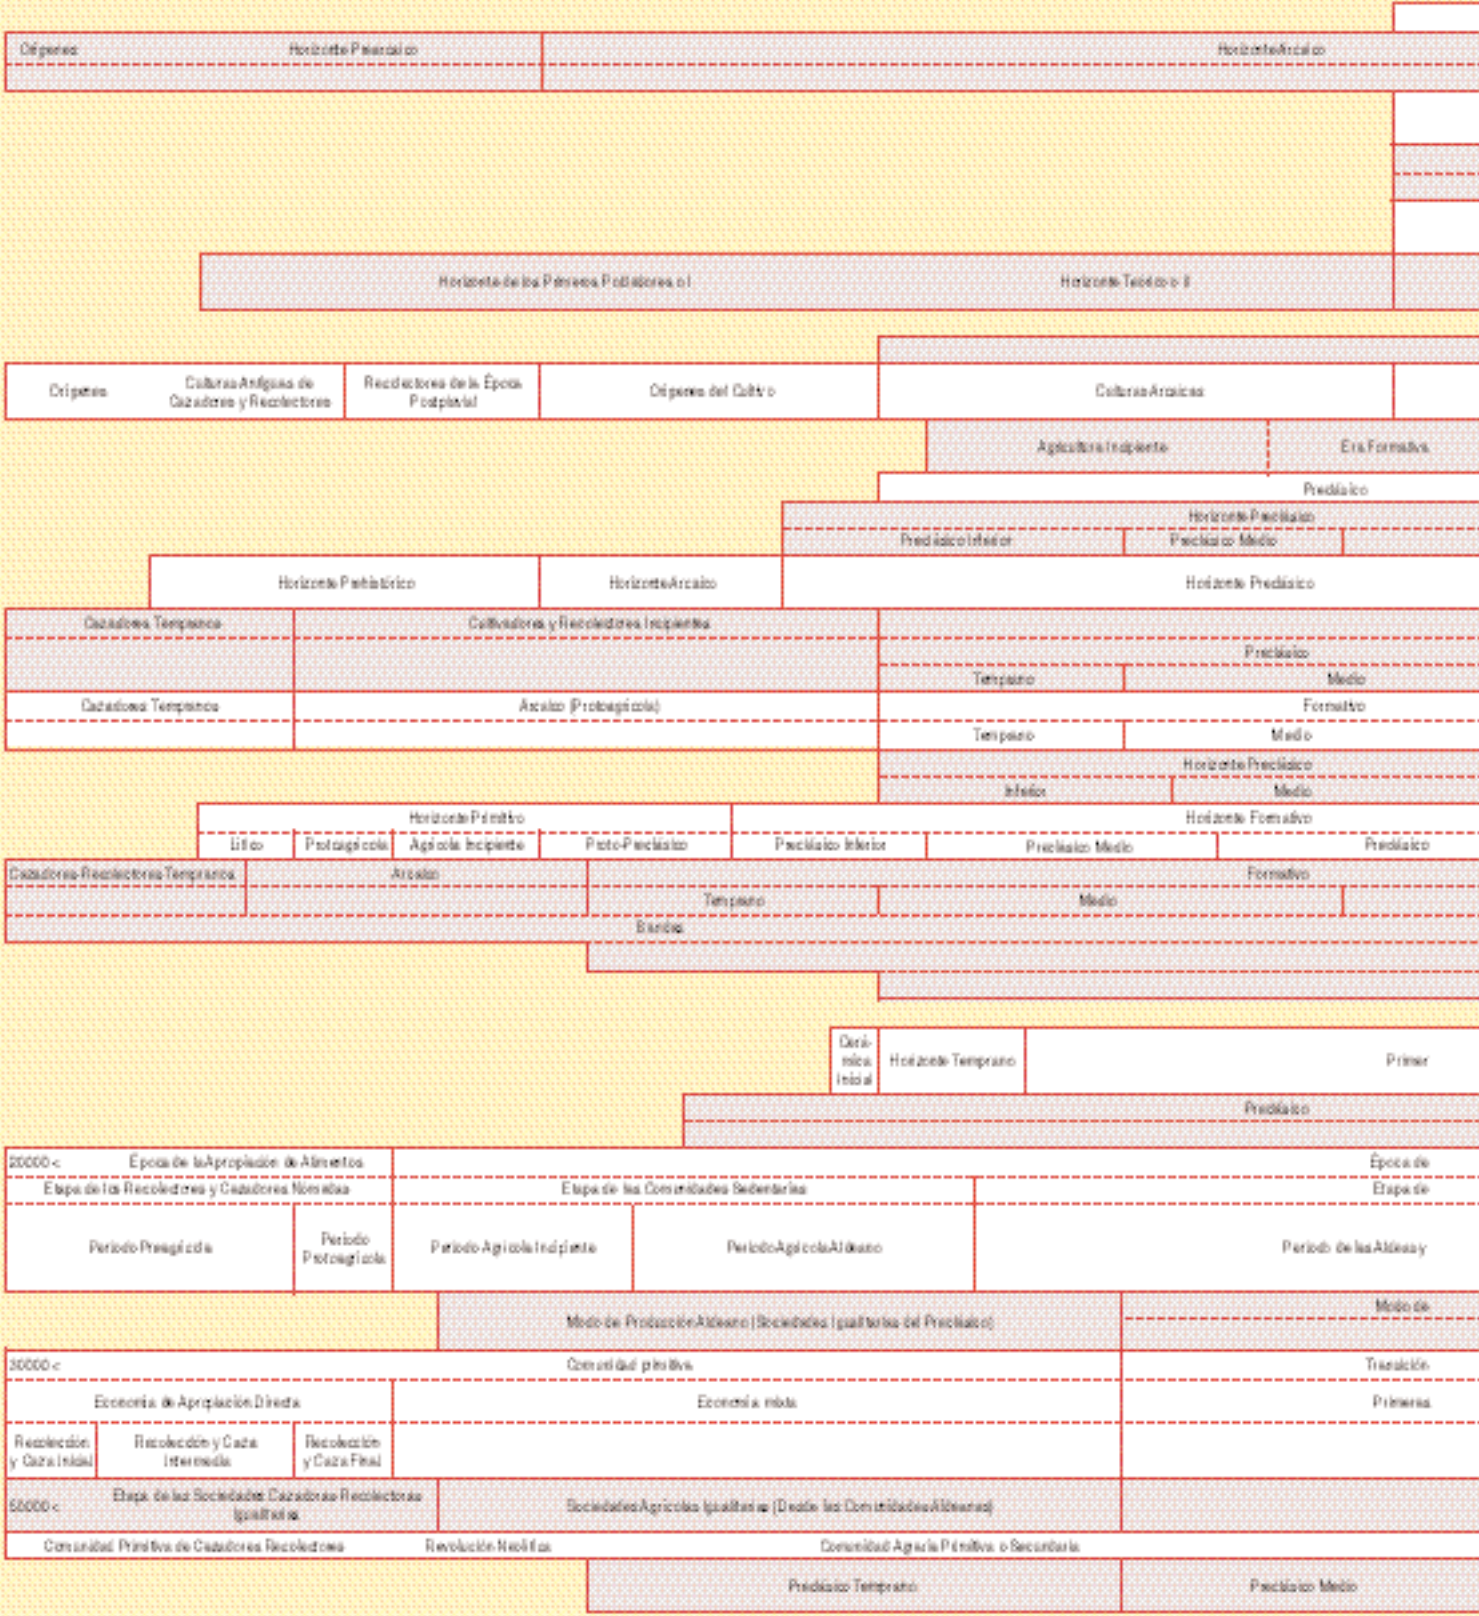 Orígenes Horizonte Prearcaico Horizonte Arcaico
Horizonte de los Primeros Pobladores o I Horizonte Teórico o II
Orígenes Culturas Antiguas de Cazadores y Recolectores Recolectores de la Época Postpluvial Orígenes del Cultivo Culturas Arcaicas
Agricultura Incipiente Era Formativa
Preclásico
Horizonte Preclásico
Preclásico Inferior Preclásico Medio
Horizonte Prehistórico Horizonte Arcaico Horizonte Preclásico
Cazadores Tempranos Cultivadores y Recolectores Incipientes
Preclásico
Temprano Medio
Cazadores Tempranos Arcaico (Protoagrícola) Formativo
Temprano Medio
Horizonte Preclásico
Inferior Medio
Horizonte Primitivo Horizonte Formativo
Lítico Protoagrícola Agrícola Incipiente Proto-Preclásico Preclásico Inferior Preclásico Medio Preclásico
Cazadores-Recolectores Tempranos Arcaico Formativo
Temprano Medio
Bandas
Cerá-
mica
Inicial
Horizonte Temprano Primer
Preclásico
20000 < Época de la Apropiación de Alimentos Época de
Etapa de los Recolectores y Cazadores Nómadas Etapa de las Comunidades Sedentarias Etapa de
Periodo Preagrícola Periodo Protoagrícola Periodo Agrícola Incipiente Periodo Agrícola Aldeano Periodo de las Aldeas y
Modo de
Modo de Producción Aldeano (Sociedades Igualitarias del Preclásico)
30000 < Comunidad primitiva Transición
Economía de Apropiación Directa Economía mixta Primeras
Recolección y Caza Inicial Recolección y Caza Intermedia Recolección y Caza Final
50000 < Etapa de las Sociedades Cazadoras-Recolectoras Igualitarias Sociedades Agrícolas Igualitarias (Desde las Comunidades Aldeanas)
Comunidad Primitiva de Cazadores Recolectores Revolución Neolítica Comunidad Agraria Primitiva o Secundaria
Preclásico Temprano Preclásico Medio